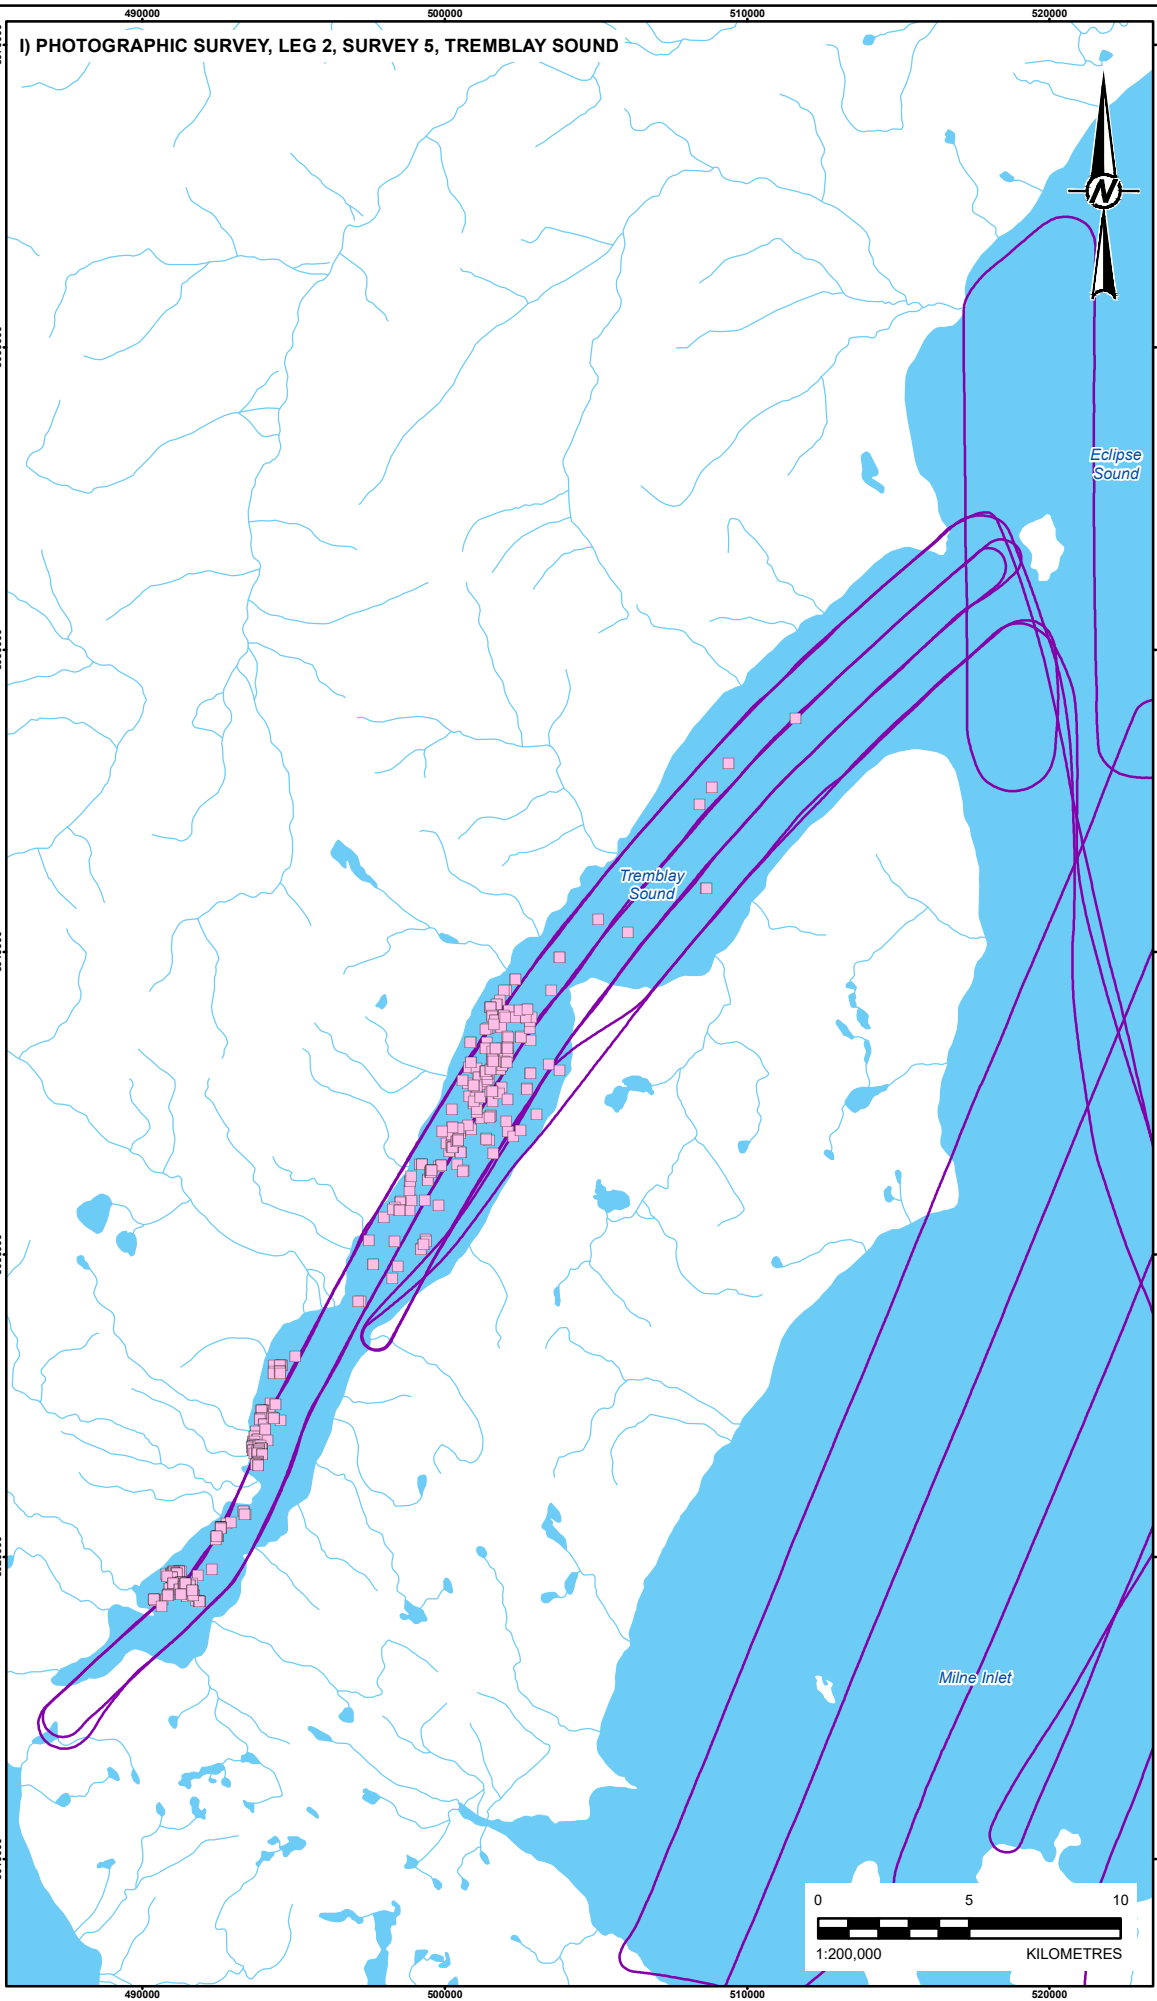 490000 500000 510000 520000
I) PHOTOGRAPHIC SURVEY, LEG 2, SURVEY 5, TREMBLAY SOUND
N
Eclipse
Sound
Tremblay
Sound
Milne Inlet
0 5 10
1:200,000 KILOMETRES
490000 500000 510000 520000